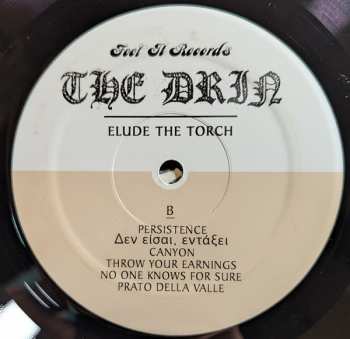 Feel It Records
THE DRIN
ELUDE THE TORCH
B
PERSISTENCE
Δεν είσαι, εντάξει
CANYON
THROW YOUR EARNINGS
NO ONE KNOWS FOR SURE
PRATO DELLA VALLE